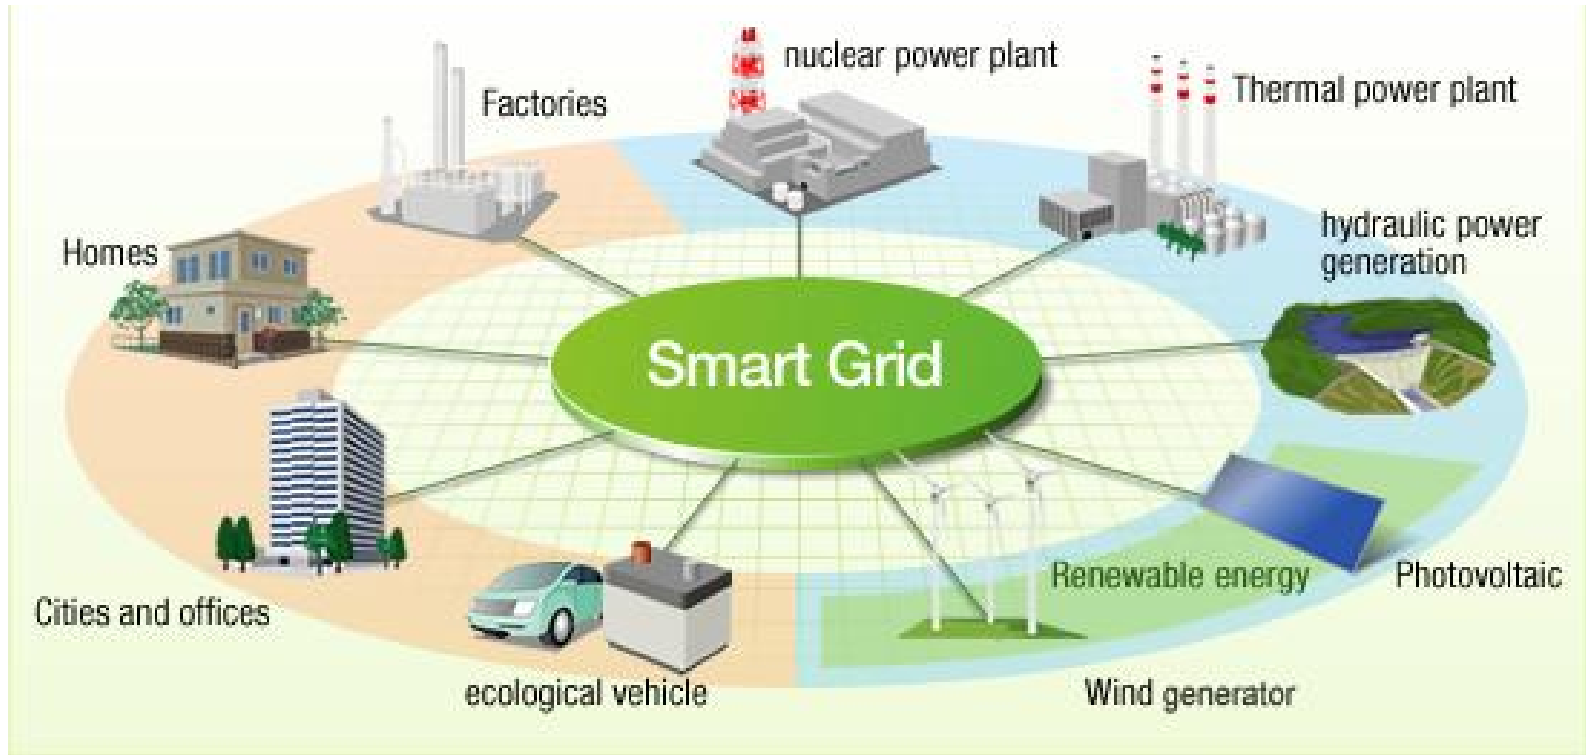 nuclear power plant
Thermal power plant
Factories
hydraulic power
generation
Homes
Smart Grid
Renewable energy
Photovoltaic
Cities and offices
ecological vehicle
Wind generator